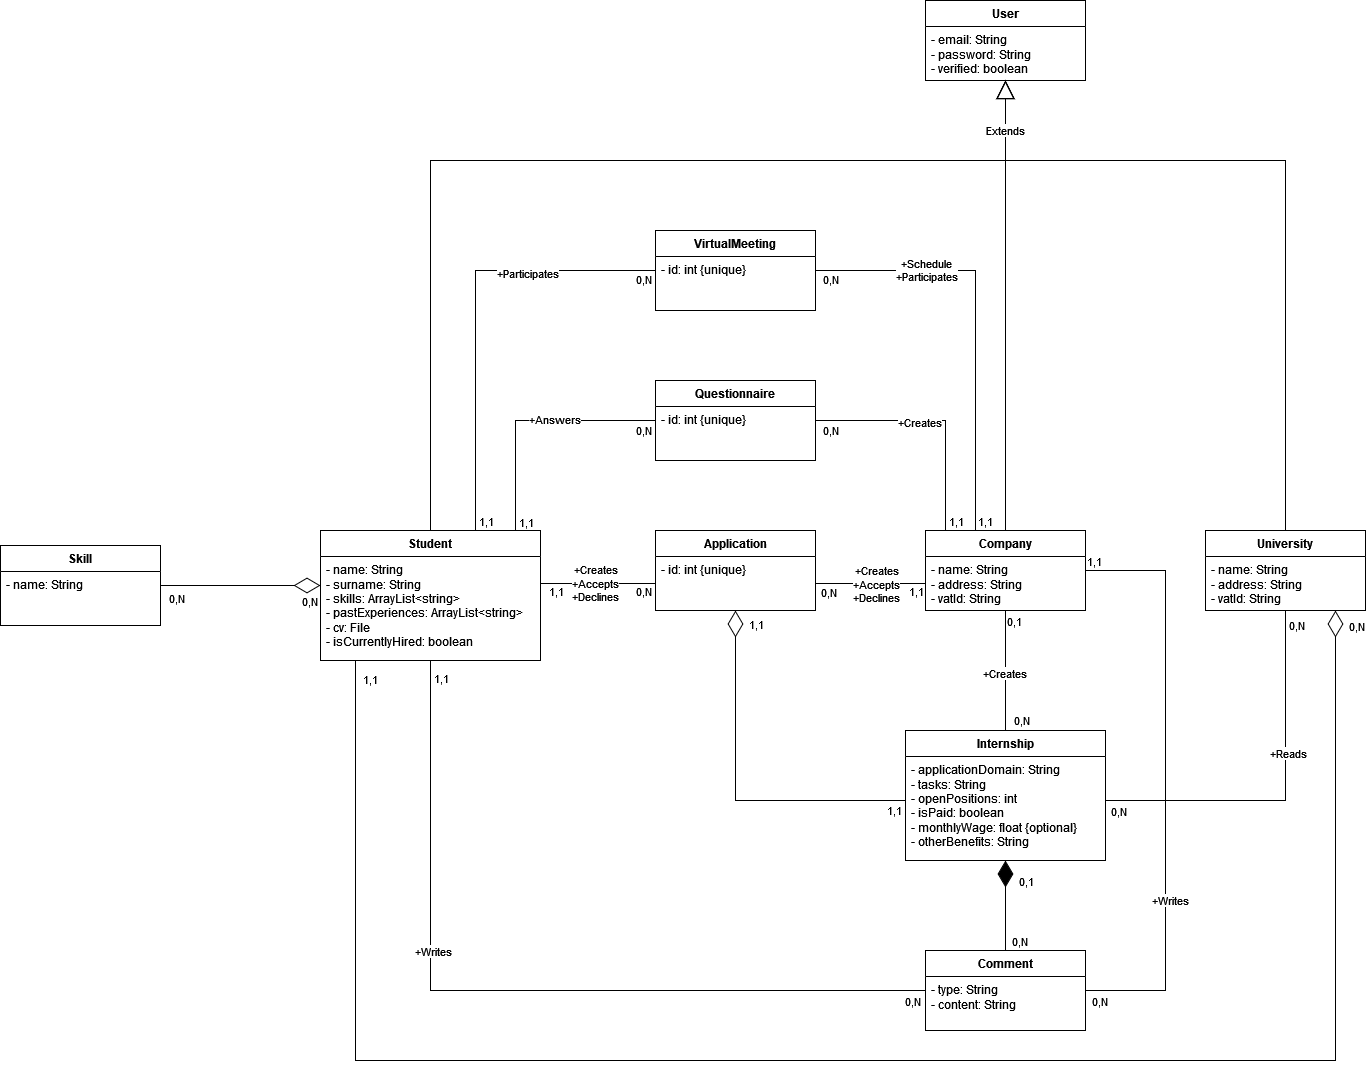 User
- email: String
- password: String
- verified: boolean
Extends
VirtualMeeting
- id: int {unique}
+Participates
0,N
+Schedule
+Participates
0,N
Questionnaire
- id: int {unique}
+Answers
0,N
+Creates
0,N
1,1
1,1
1,1
1,1
Skill
- name: String
0,N
0,N
Student
- name: String
- surname: String
- skills: ArrayList<string>
- pastExperiences: ArrayList<string>
- cv: File
- isCurrentlyHired: boolean
+Creates
+Accepts
+Declines
1,1
0,N
Application
- id: int {unique}
+Creates
+Accepts
+Declines
0,N
1,1
Company
- name: String
- address: String
- vatId: String
1,1
University
- name: String
- address: String
- vatId: String
1,1
0,1
0,N
0,N
1,1
1,1
+Creates
0,N
Internship
- applicationDomain: String
- tasks: String
- openPositions: int
- isPaid: boolean
- monthlyWage: float {optional}
- otherBenefits: String
+Reads
1,1
0,N
0,1
+Writes
+Writes
0,N
Comment
- type: String
- content: String
0,N
0,N